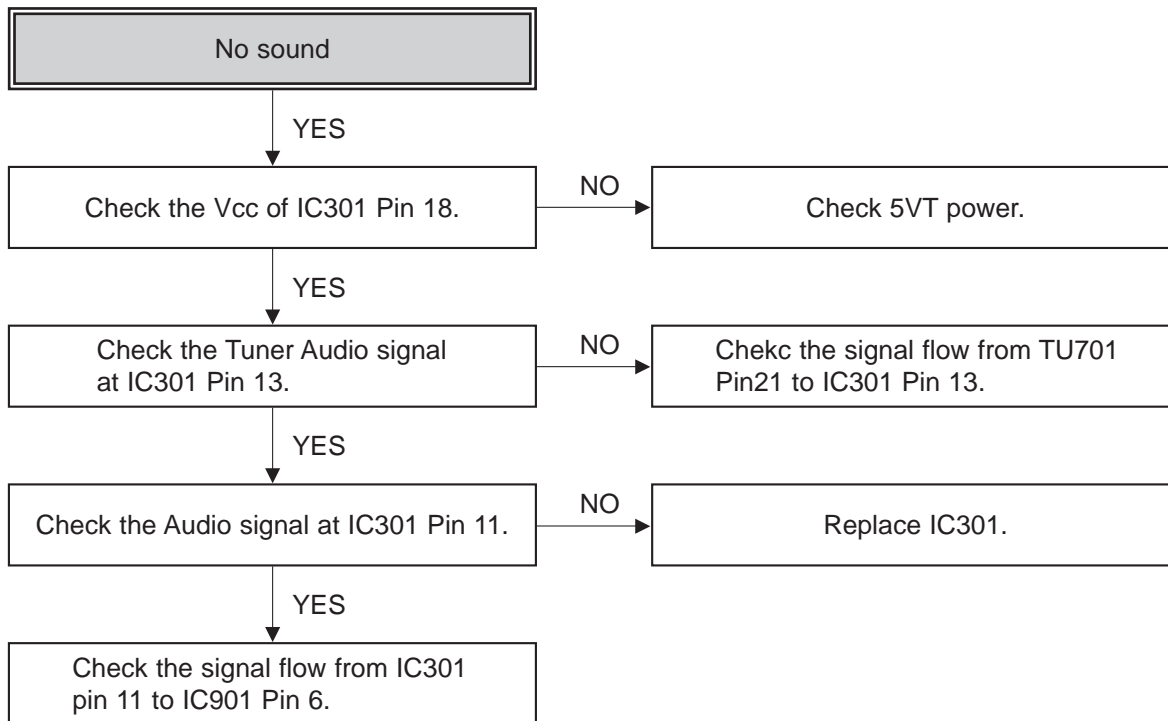 No sound
YES
Check the Vcc of IC301 Pin 18.
NO
Check 5VT power.
YES
Check the Tuner Audio signal
at IC301 Pin 13.
NO
Chekc the signal flow from TU701
Pin21 to IC301 Pin 13.
YES
Check the Audio signal at IC301 Pin 11.
NO
Replace IC301.
YES
Check the signal flow from IC301
pin 11 to IC901 Pin 6.